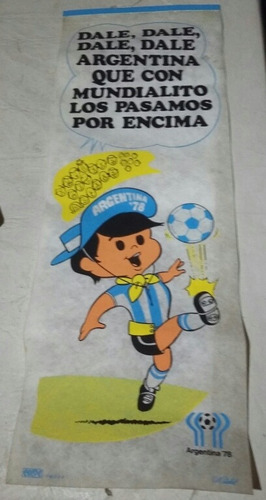 DALE, DALE,
DALE, DALE
ARGENTINA
QUE CON
MUNDIALITO
LOS PASAMOS
POR ENCIMA
ARGENTINA
'78
Argentina 78